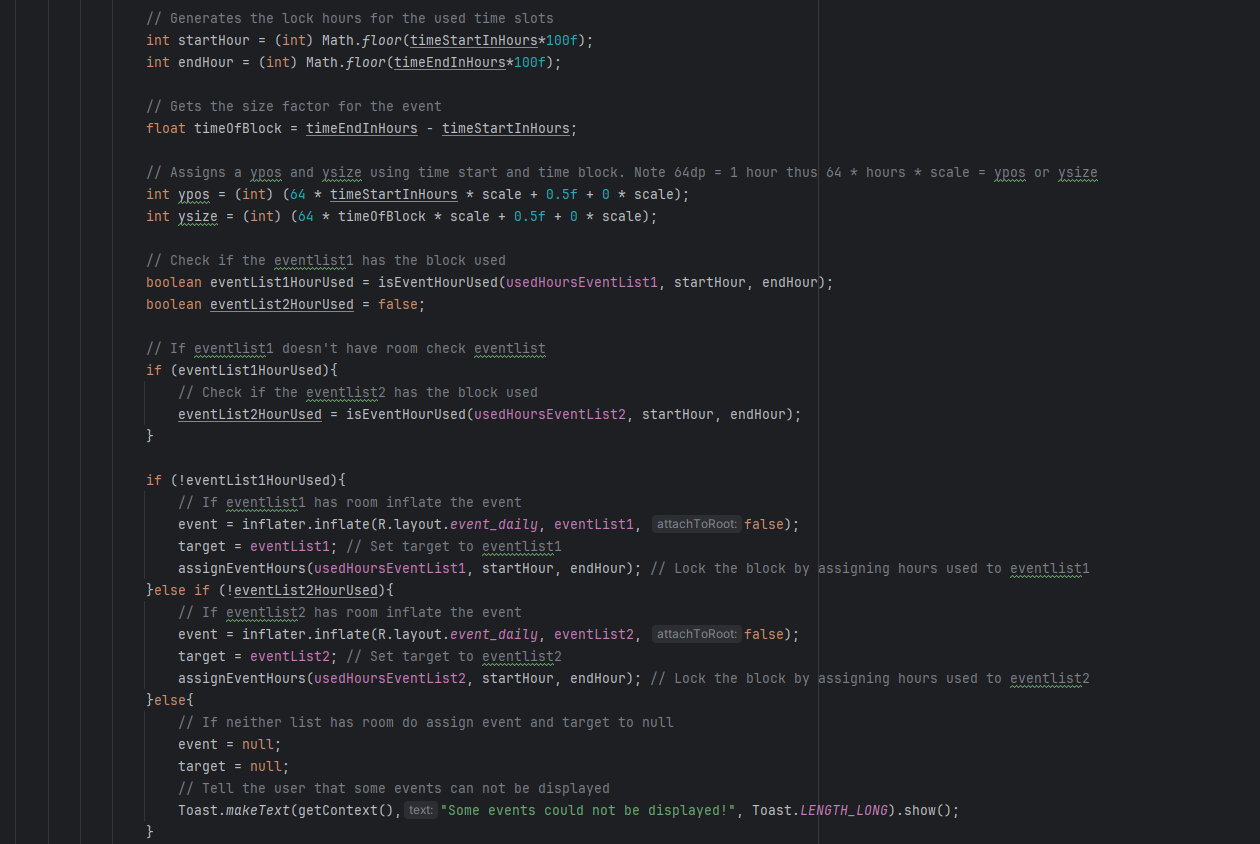 // Generates the lock hours for the used time slots
int startHour = (int) Math.floor(timeStartInHours*100f);
int endHour = (int) Math.floor(timeEndInHours*100f);
// Gets the size factor for the event
float timeOfBlock = timeEndInHours - timeStartInHours;
// Assigns a ypos and ysize using time start and time block. Note 64dp = 1 hour thus 64 * hours * scale = ypos or ysize
int ypos = (int) (64 * timeStartInHours * scale + 0.5f + 0 * scale);
int ysize = (int) (64 * timeOfBlock * scale + 0.5f + 0 * scale);
// Check if the eventlist1 has the block used
boolean eventList1HourUsed = isEventHourUsed(usedHoursEventList1, startHour, endHour);
boolean eventList2HourUsed = false;
// If eventlist1 doesn't have room check eventlist
if (eventList1HourUsed){
// Check if the eventlist2 has the block used
eventList2HourUsed = isEventHourUsed(usedHoursEventList2, startHour, endHour);
}
if (!eventList1HourUsed){
// If eventlist1 has room inflate the event
event = inflater.inflate(R.layout.event_daily, eventList1, attachToRoot: false);
target = eventList1; // Set target to eventlist1
assignEventHours(usedHoursEventList1, startHour, endHour); // Lock the block by assigning hours used to eventlist1
}else if (!eventList2HourUsed){
// If eventlist2 has room inflate the event
event = inflater.inflate(R.layout.event_daily, eventList2, attachToRoot: false);
target = eventList2; // Set target to eventlist2
assignEventHours(usedHoursEventList2, startHour, endHour); // Lock the block by assigning hours used to eventlist2
}else{
// If neither list has room do assign event and target to null
event = null;
target = null;
// Tell the user that some events can not be displayed
Toast.makeText(getContext(), text: "Some events could not be displayed!", Toast.LENGTH_LONG).show();
}